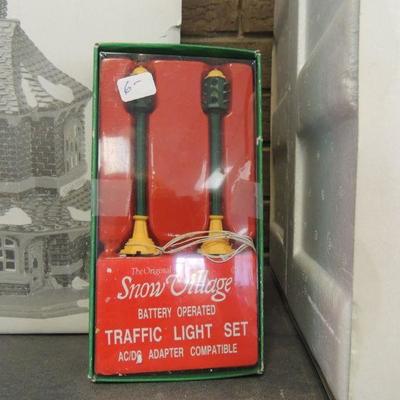 6-
The Original
Snow Village
BATTERY OPERATED
TRAFFIC LIGHT SET
AC/DC ADAPTER COMPATIBLE